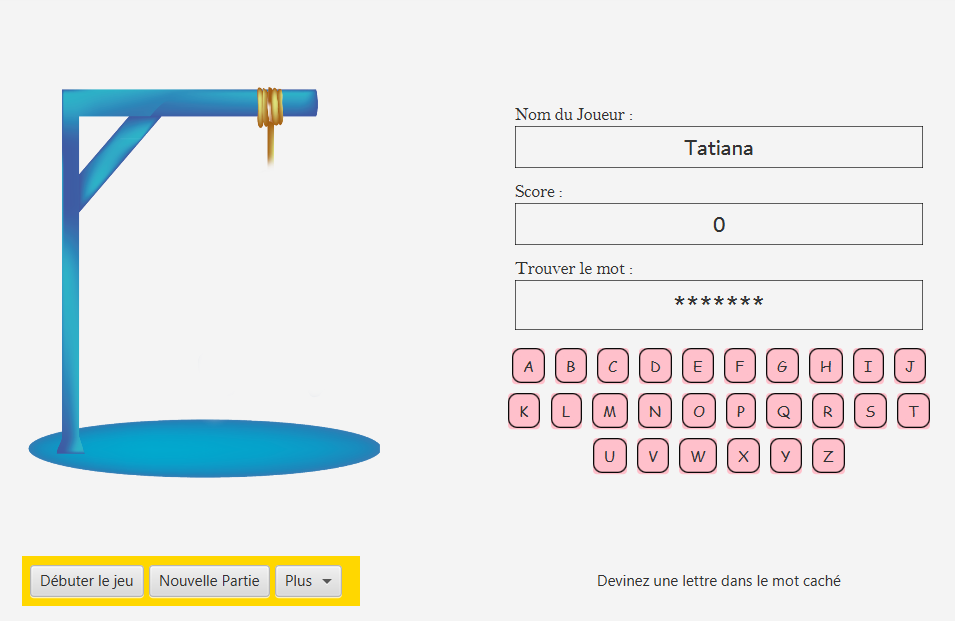 Nom du Joueur :
Tatiana
Score :
0
Trouver le mot :
*******
A B C D E F G H I J
K L M N O P Q R S T
U V W X Y Z
Débuter le jeu Nouvelle Partie Plus
Devinez une lettre dans le mot caché